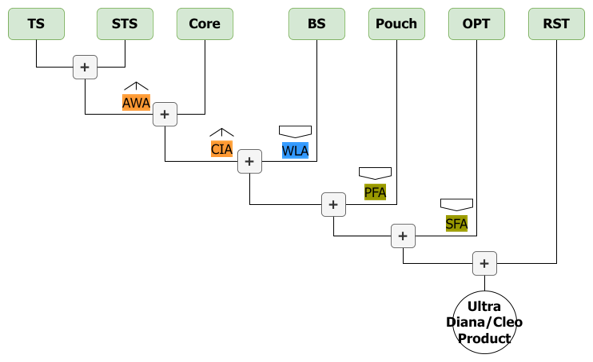 TS
STS
Core
BS
Pouch
OPT
RST
+
AWA
+
CIA
+
WLA
PFA
+
SFA
+
+
Ultra
Diana/Cleo
Product